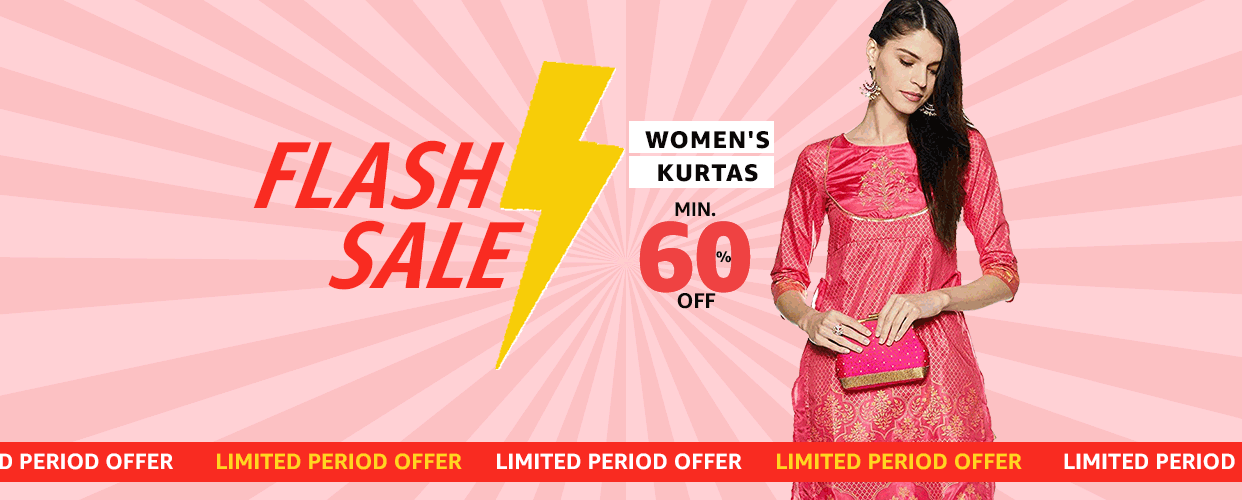 FLASH
SALE
WOMEN'S
KURTAS
MIN.
60%
OFF
D PERIOD OFFER LIMITED PERIOD OFFER LIMITED PERIOD OFFER LIMITED PERIOD OFFER LIMITED PERIOD